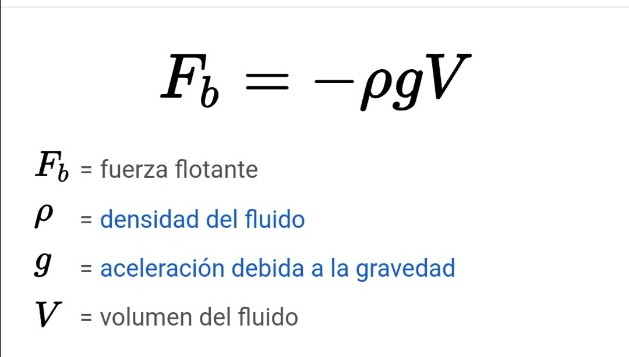 F_b = −ρgV
F_b = fuerza flotante
ρ = densidad del fluido
g = aceleración debida a la gravedad
V = volumen del fluido